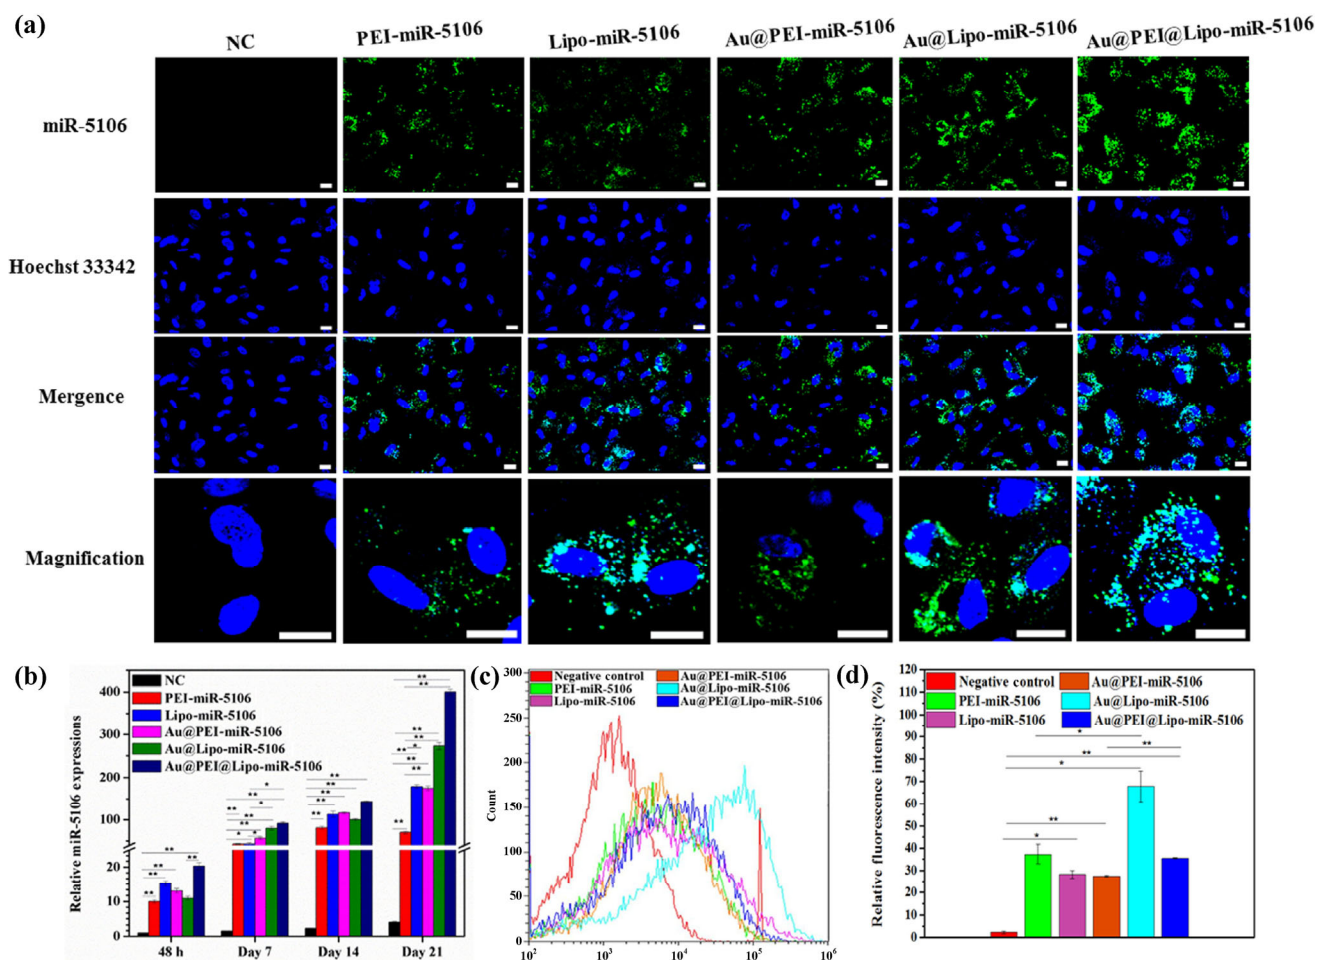 (a)
NC
PEI-miR-5106
Lipo-miR-5106
Au@PEI-miR-5106
Au@Lipo-miR-5106
Au@PEI@Lipo-miR-5106
miR-5106
Hoechst 33342
Mergence
Magnification
(b)
Relative miR-5106 expressions
NC
PEI-miR-5106
Lipo-miR-5106
Au@PEI-miR-5106
Au@Lipo-miR-5106
Au@PEI@Lipo-miR-5106
400
300
200
100
20
10
0
48 h
Day 7
Day 14
Day 21
(c)
Count
300
250
200
150
100
50
0
Negative control
PEI-miR-5106
Lipo-miR-5106
Au@PEI-miR-5106
Au@Lipo-miR-5106
Au@PEI@Lipo-miR-5106
10²
10³
10⁴
10⁵
10⁶
(d)
Relative fluorescence intensity (%)
120
110
100
90
80
70
60
50
40
30
20
10
0
Negative control
PEI-miR-5106
Lipo-miR-5106
Au@PEI-miR-5106
Au@Lipo-miR-5106
Au@PEI@Lipo-miR-5106